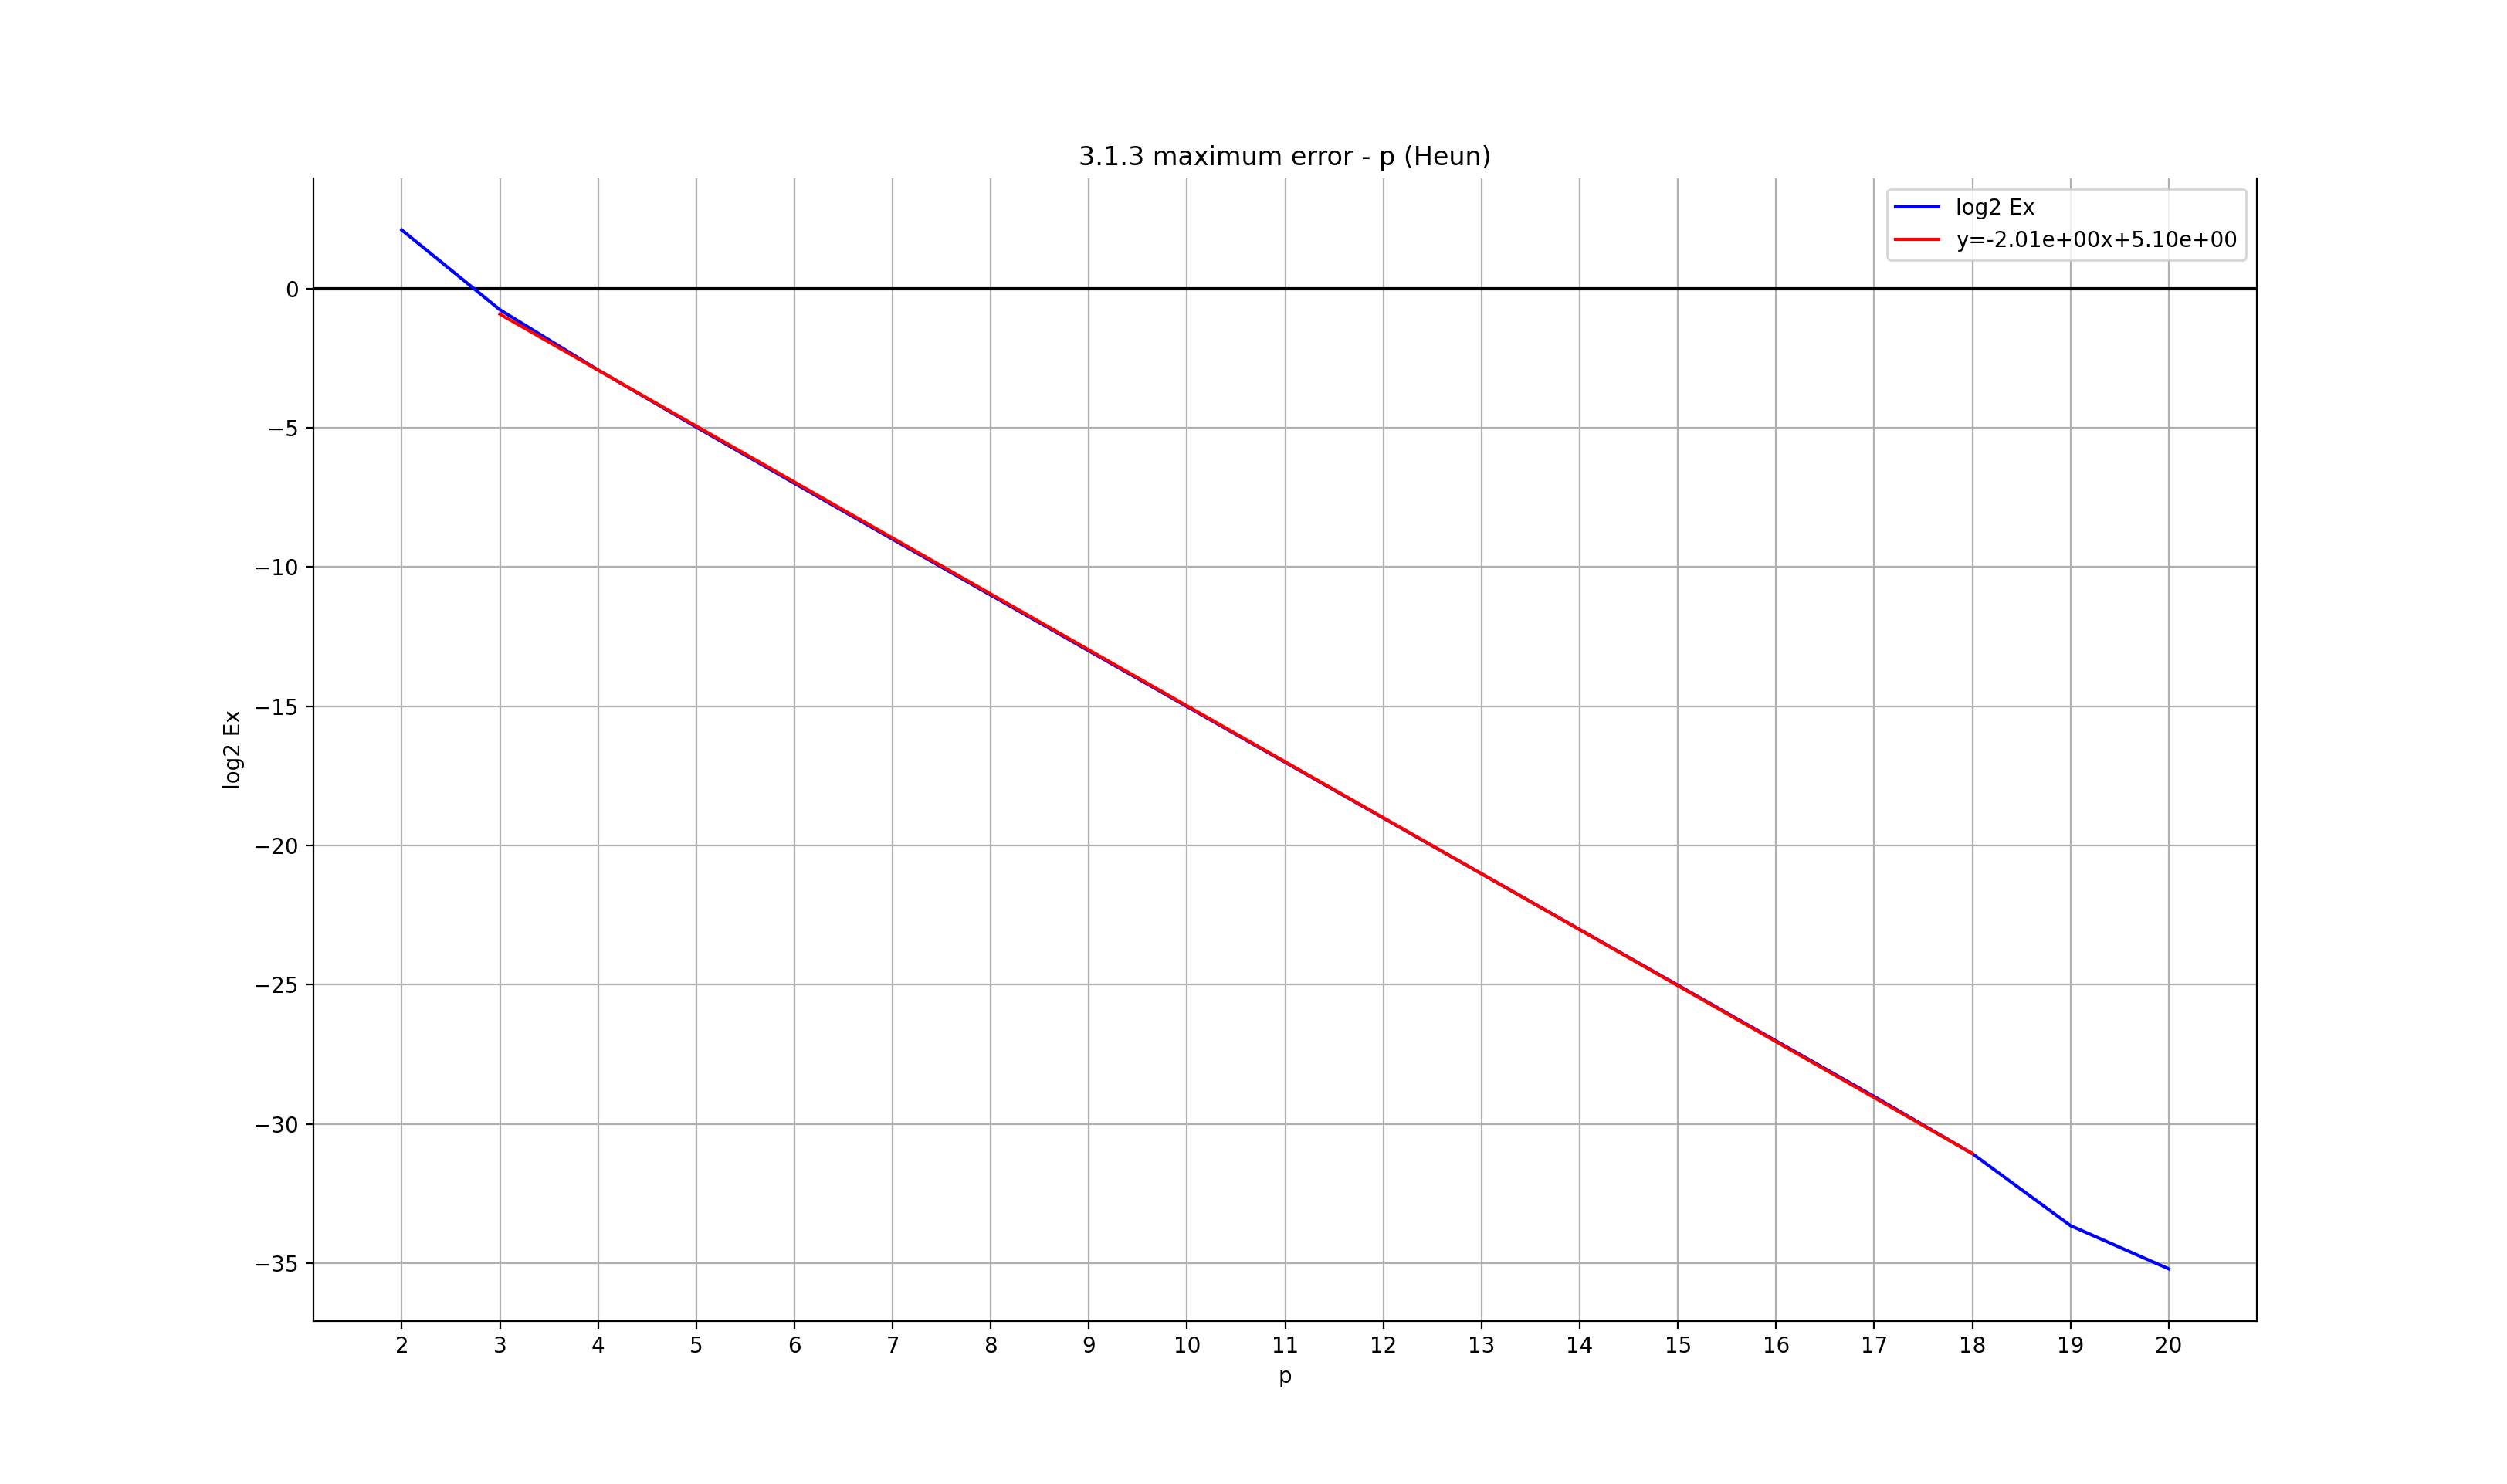 3.1.3 maximum error - p (Heun)
log2 Ex
y=-2.01e+00x+5.10e+00
0
−5
−10
−15
−20
−25
−30
−35
log2 Ex
2 3 4 5 6 7 8 9 10 11 12 13 14 15 16 17 18 19 20
p